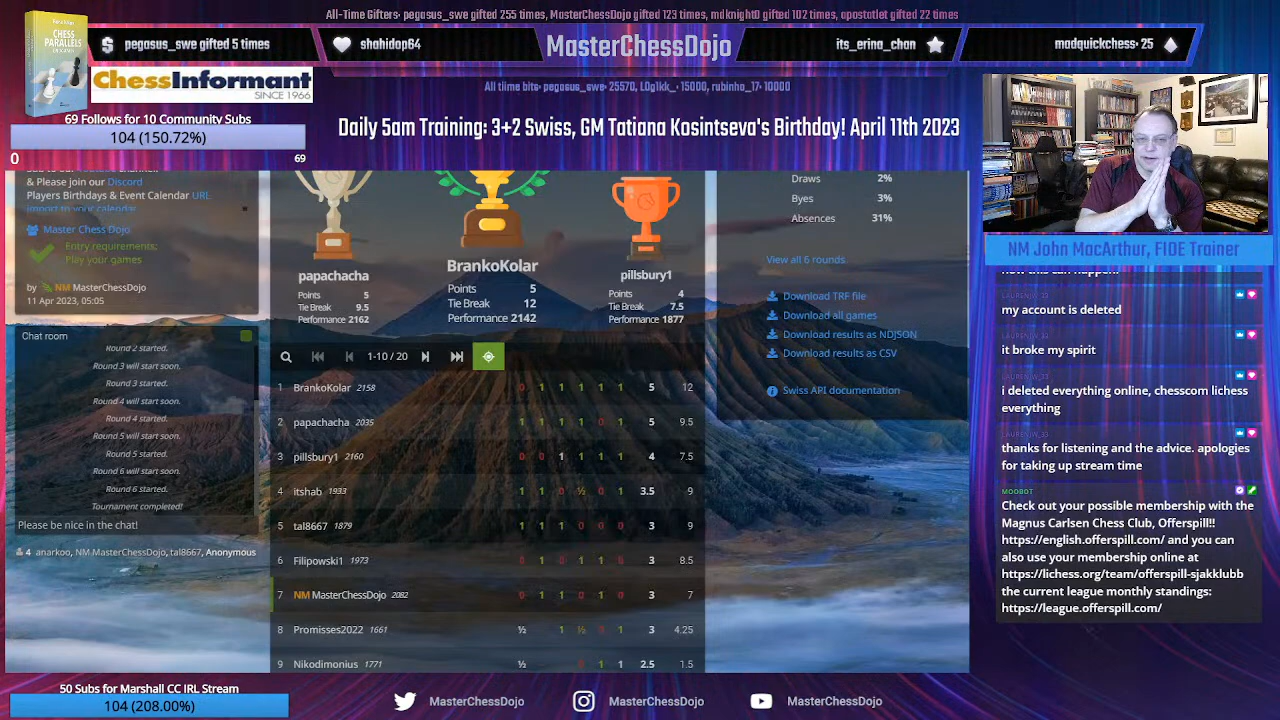 All-Time Gifters• pegasus_swe gifted 255 times, MasterChessDojo gifted 123 times, mdknight0 gifted 102 times, apostatlet gifted 22 times
CHESS
PARALLELS
pegasus_swe gifted 5 times
shahidop64
MasterChessDojo
its_erina_chan
madquickchess• 25
ChessInformant
SINCE 1966
All tiime bits• pegasus_swe• 25570, L0g1kk_• 15000, rubinho_17• 10000
69 Follows for 10 Community Subs
104 (150.72%)
0
69
Daily 5am Training: 3+2 Swiss, GM Tatiana Kosintseva's Birthday! April 11th 2023
& Please join our Discord
Players Birthdays & Event Calendar URL
import to your calendar
Master Chess Dojo
Entry requirements:
Play your games
by NM MasterChessDojo
11 Apr 2023, 05:05
Chat room
Round 2 started.
Round 3 will start soon.
Round 3 started.
Round 4 will start soon.
Round 4 started.
Round 5 will start soon.
Round 5 started.
Round 6 will start soon.
Round 6 started.
Tournament completed!
Please be nice in the chat!
4 anarkoo, NM MasterChessDojo, tal8667, Anonymous
papachacha
Points 5
Tie Break 9.5
Performance 2162
BrankoKolar
Points 5
Tie Break 12
Performance 2142
pillsbury1
Points 4
Tie Break 7.5
Performance 1877
1-10 / 20
1 BrankoKolar 2158 0 1 1 1 1 1 5 12
2 papachacha 2035 1 1 1 1 0 1 5 9.5
3 pillsbury1 2160 0 0 1 1 1 1 4 7.5
4 itshab 1933 1 1 0 ½ 0 1 3.5 9
5 tal8667 1879 1 1 1 0 0 0 3 9
6 Filipowski1 1973 0 1 0 1 1 0 3 8.5
7 NM MasterChessDojo 2082 0 1 1 0 1 0 3 7
8 Promisses2022 1661 ½ 1 ½ 0 1 3 4.25
9 Nikodimonius 1771 ½ 0 1 1 2.5 1.5
Draws 2%
Byes 3%
Absences 31%
View all 6 rounds
Download TRF file
Download all games
Download results as NDJSON
Download results as CSV
Swiss API documentation
NM John MacArthur, FIDE Trainer
how this can happen
my account is deleted
it broke my spirit
i deleted everything online, chesscom lichess
everything
thanks for listening and the advice. apologies
for taking up stream time
MOOBOT
Check out your possible membership with the
Magnus Carlsen Chess Club, Offerspill!!
https://english.offerspill.com/ and you can
also use your membership online at
https://lichess.org/team/offerspill-sjakklubb
the current league monthly standings:
https://league.offerspill.com/
50 Subs for Marshall CC IRL Stream
104 (208.00%)
MasterChessDojo
MasterChessDojo
MasterChessDojo